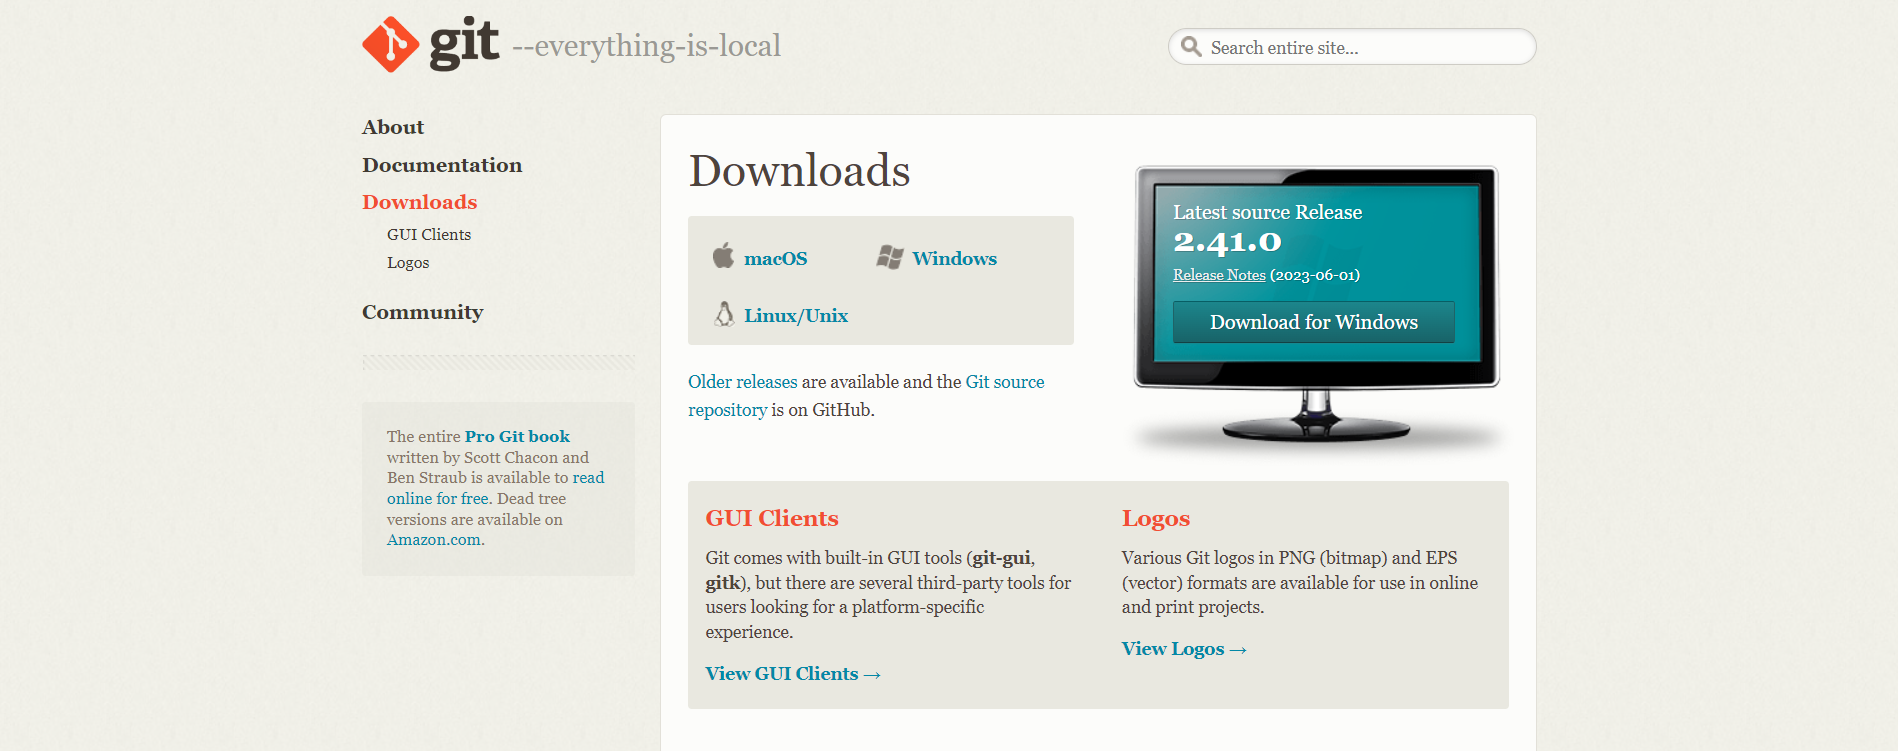 git --everything-is-local
Search entire site...
About
Documentation
Downloads
GUI Clients
Logos
Community
The entire Pro Git book
written by Scott Chacon and
Ben Straub is available to read
online for free. Dead tree
versions are available on
Amazon.com.
Downloads
macOS
Windows
Linux/Unix
Older releases are available and the Git source
repository is on GitHub.
Latest source Release
2.41.0
Release Notes (2023-06-01)
Download for Windows
GUI Clients
Git comes with built-in GUI tools (git-gui,
gitk), but there are several third-party tools for
users looking for a platform-specific
experience.
View GUI Clients →
Logos
Various Git logos in PNG (bitmap) and EPS
(vector) formats are available for use in online
and print projects.
View Logos →